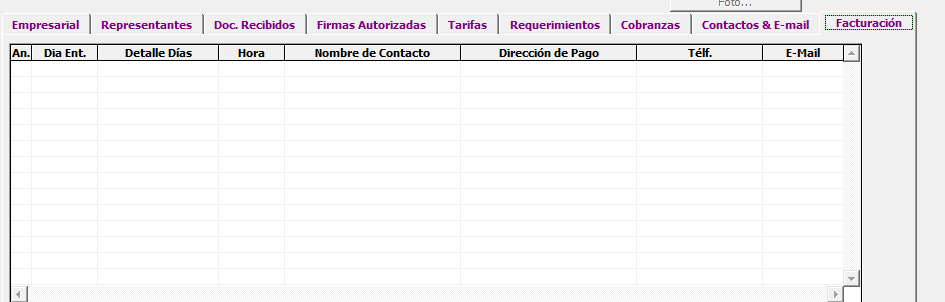 Foto...
Empresarial Representantes Doc. Recibidos Firmas Autorizadas Tarifas Requerimientos Cobranzas Contactos & E-mail Facturación
An. Dia Ent. Detalle Días Hora Nombre de Contacto Dirección de Pago Télf. E-Mail